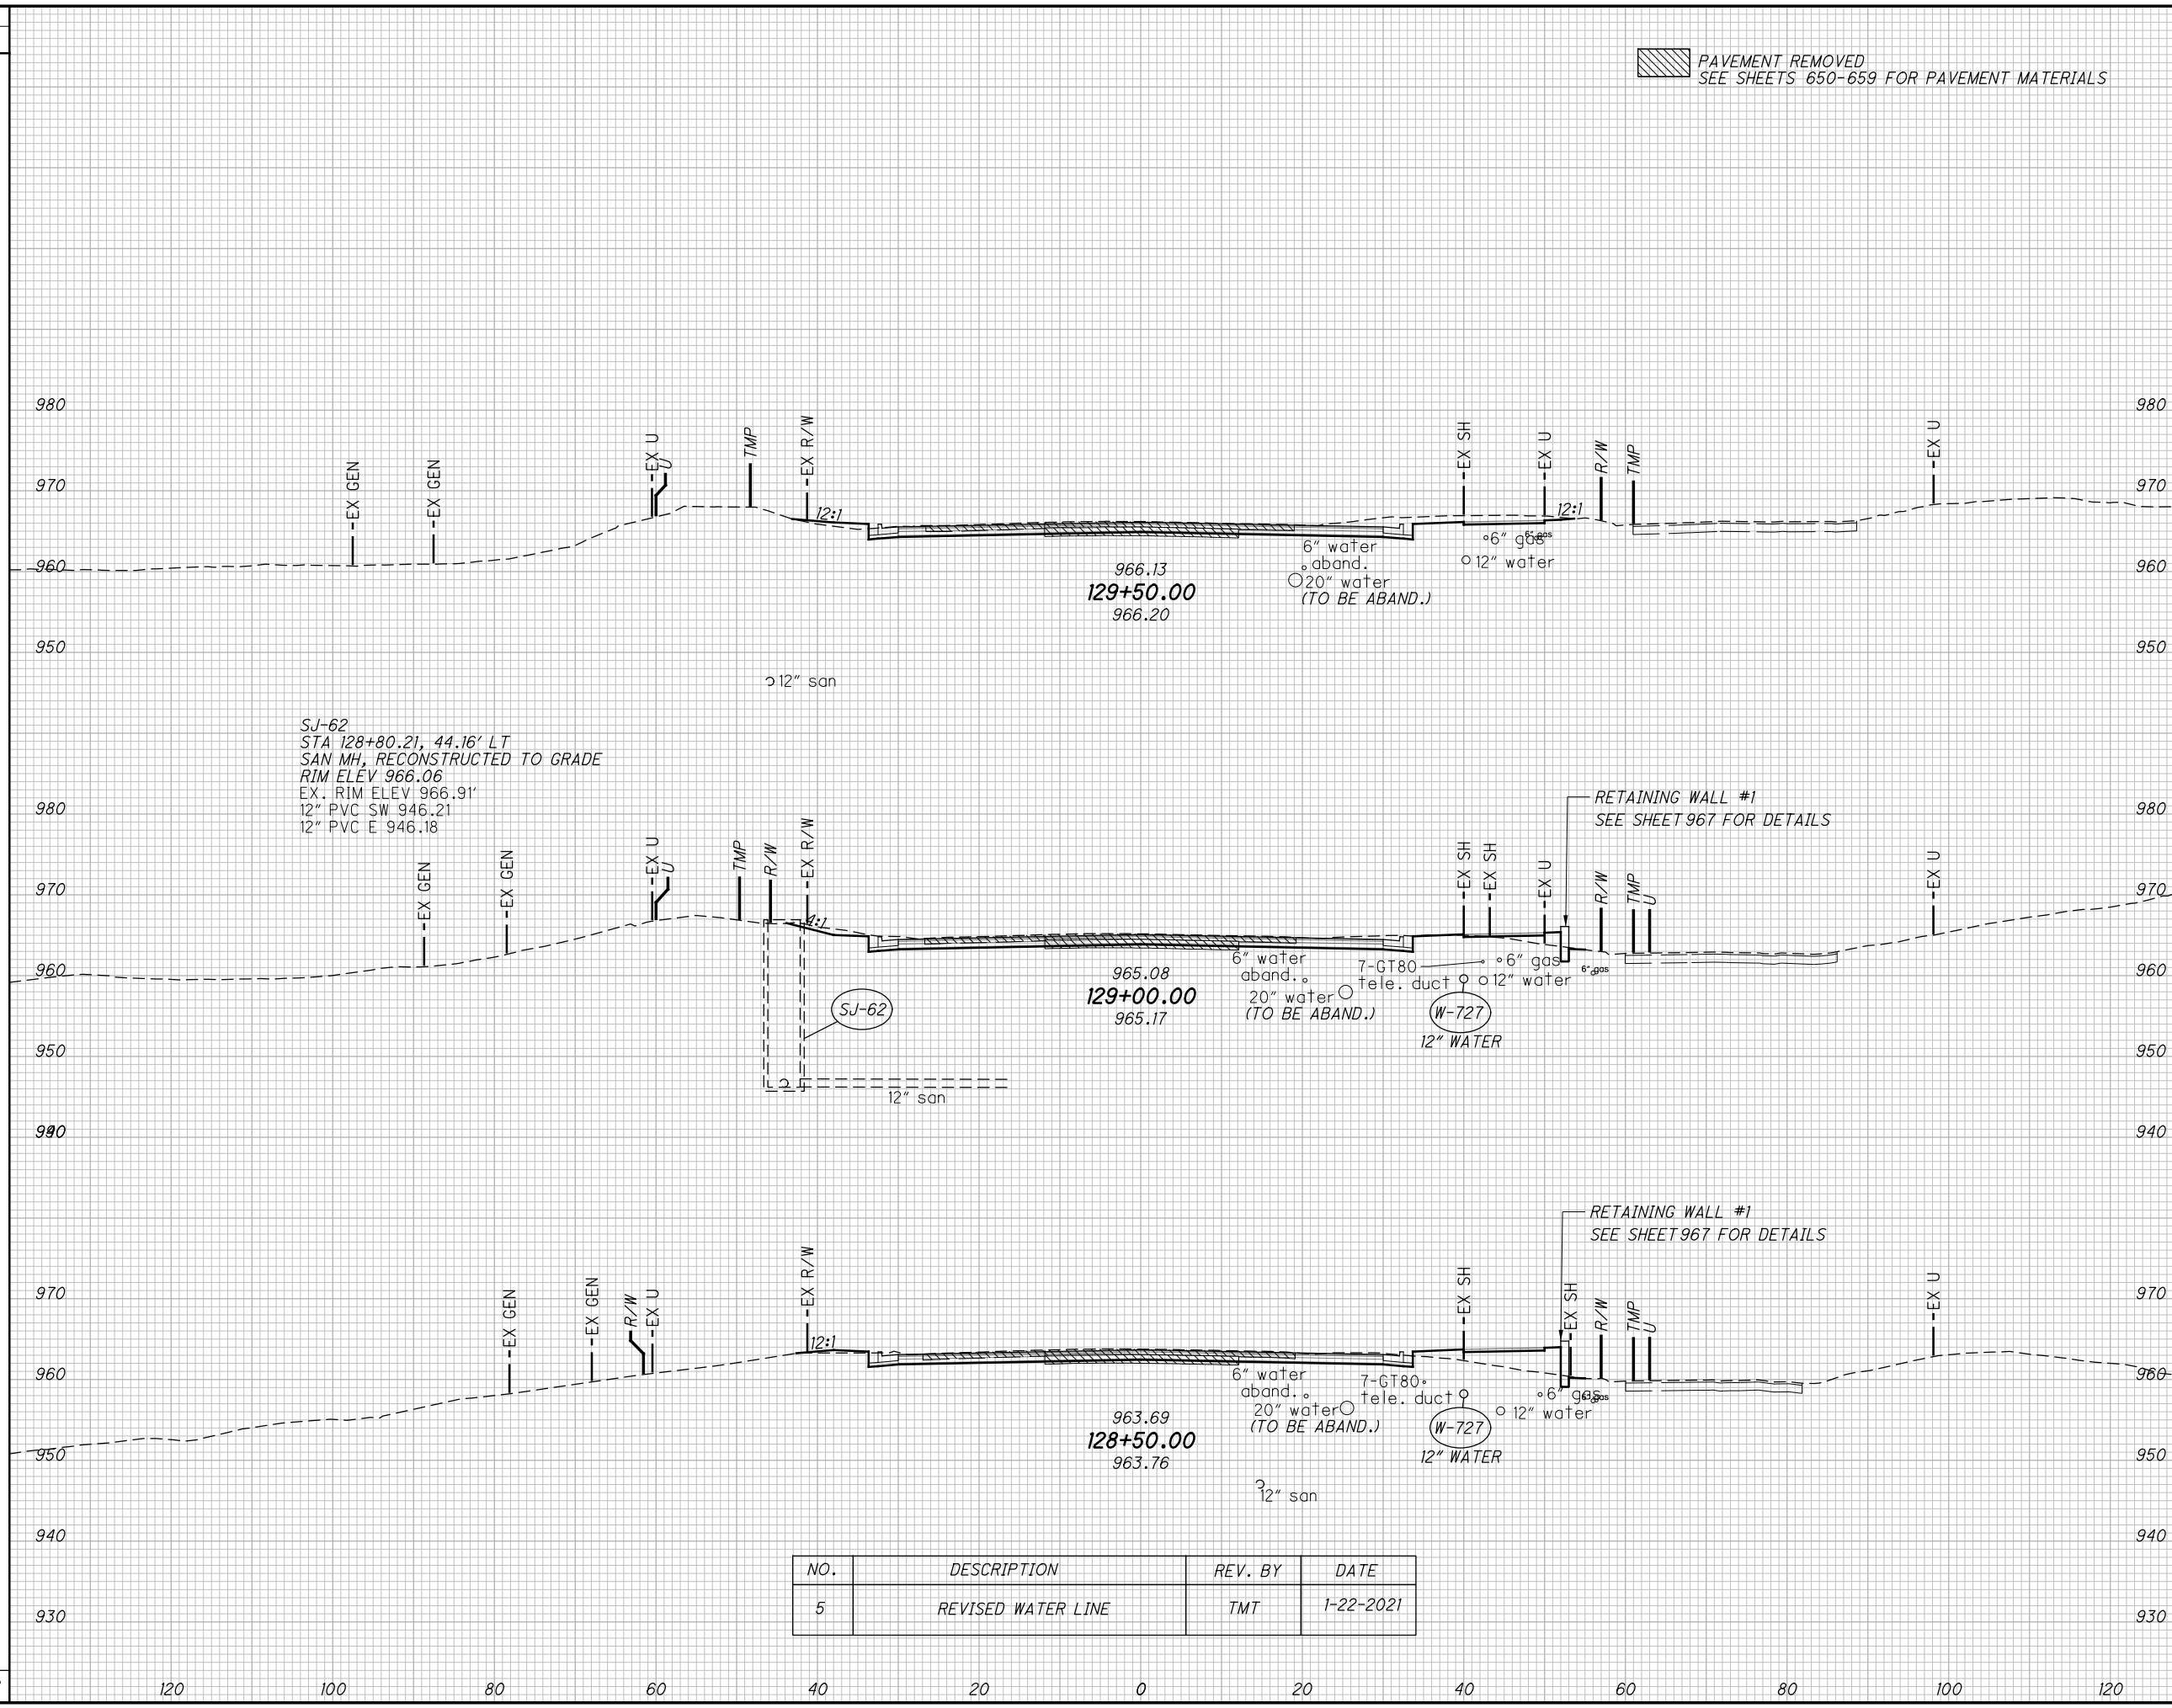 PAVEMENT REMOVED
SEE SHEETS 650-659 FOR PAVEMENT MATERIALS
980
980
970
970
960
960
950
950
EX GEN
EX GEN
EX U
U
TMP
EX R/W
12:1
EX SH
EX U
12:1
R/W
TMP
EX U
6" water
aband.
20" water
(TO BE ABAND.)
6" gas
6" gas
12" water
966.13
129+50.00
966.20
12" san
SJ-62
STA 128+80.21, 44.16' LT
SAN MH, RECONSTRUCTED TO GRADE
RIM ELEV 966.06
EX. RIM ELEV 966.91'
12" PVC SW 946.21
12" PVC E 946.18
RETAINING WALL #1
SEE SHEET 967 FOR DETAILS
980
980
970
970
960
960
950
950
940
EX GEN
EX GEN
EX U
U
TMP
R/W
EX R/W
4:1
EX SH
EX SH
EX U
R/W
TMP
U
EX U
6" water
aband.
20" water
(TO BE ABAND.)
7-GT80
tele. duct
6" gas
6" gas
12" water
W-727
12" WATER
965.08
129+00.00
965.17
SJ-62
12" san
RETAINING WALL #1
SEE SHEET 967 FOR DETAILS
970
970
960
960
950
950
940
940
930
930
EX GEN
EX GEN
R/W
EX U
EX R/W
12:1
EX SH
EX SH
R/W
TMP
U
EX U
6" water
aband.
20" water
(TO BE ABAND.)
7-GT80
tele. duct
6" gas
6" gas
12" water
W-727
12" WATER
963.69
128+50.00
963.76
12" san
NO. DESCRIPTION REV. BY DATE
5 REVISED WATER LINE TMT 1-22-2021
120 100 80 60 40 20 0 20 40 60 80 100 120